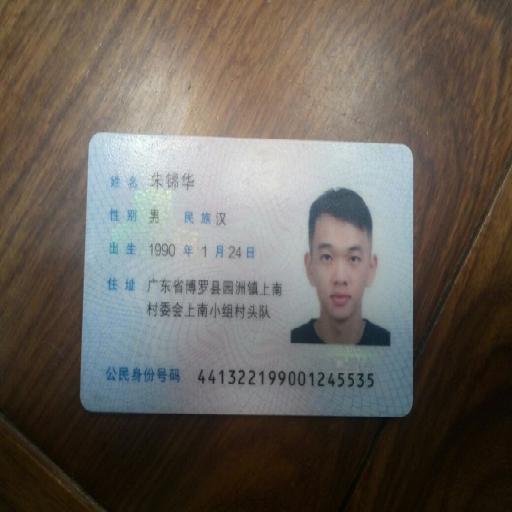 姓名 朱锦华
性别 男 民族 汉
出生 1990 年 1 月 24 日
住址 广东省博罗县园洲镇上南
村委会上南小组村头队
公民身份号码 441322199001245535